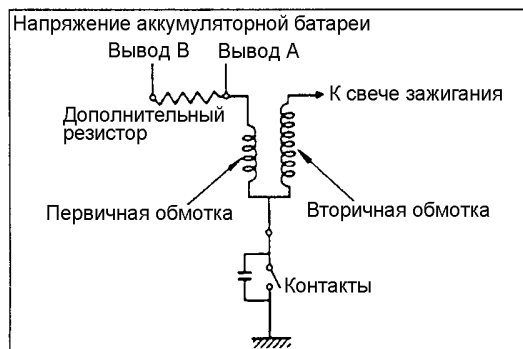 Напряжение аккумуляторной батареи
Вывод B Вывод A
К свече зажигания
Дополнительный
резистор
Первичная обмотка
Вторичная обмотка
Контакты